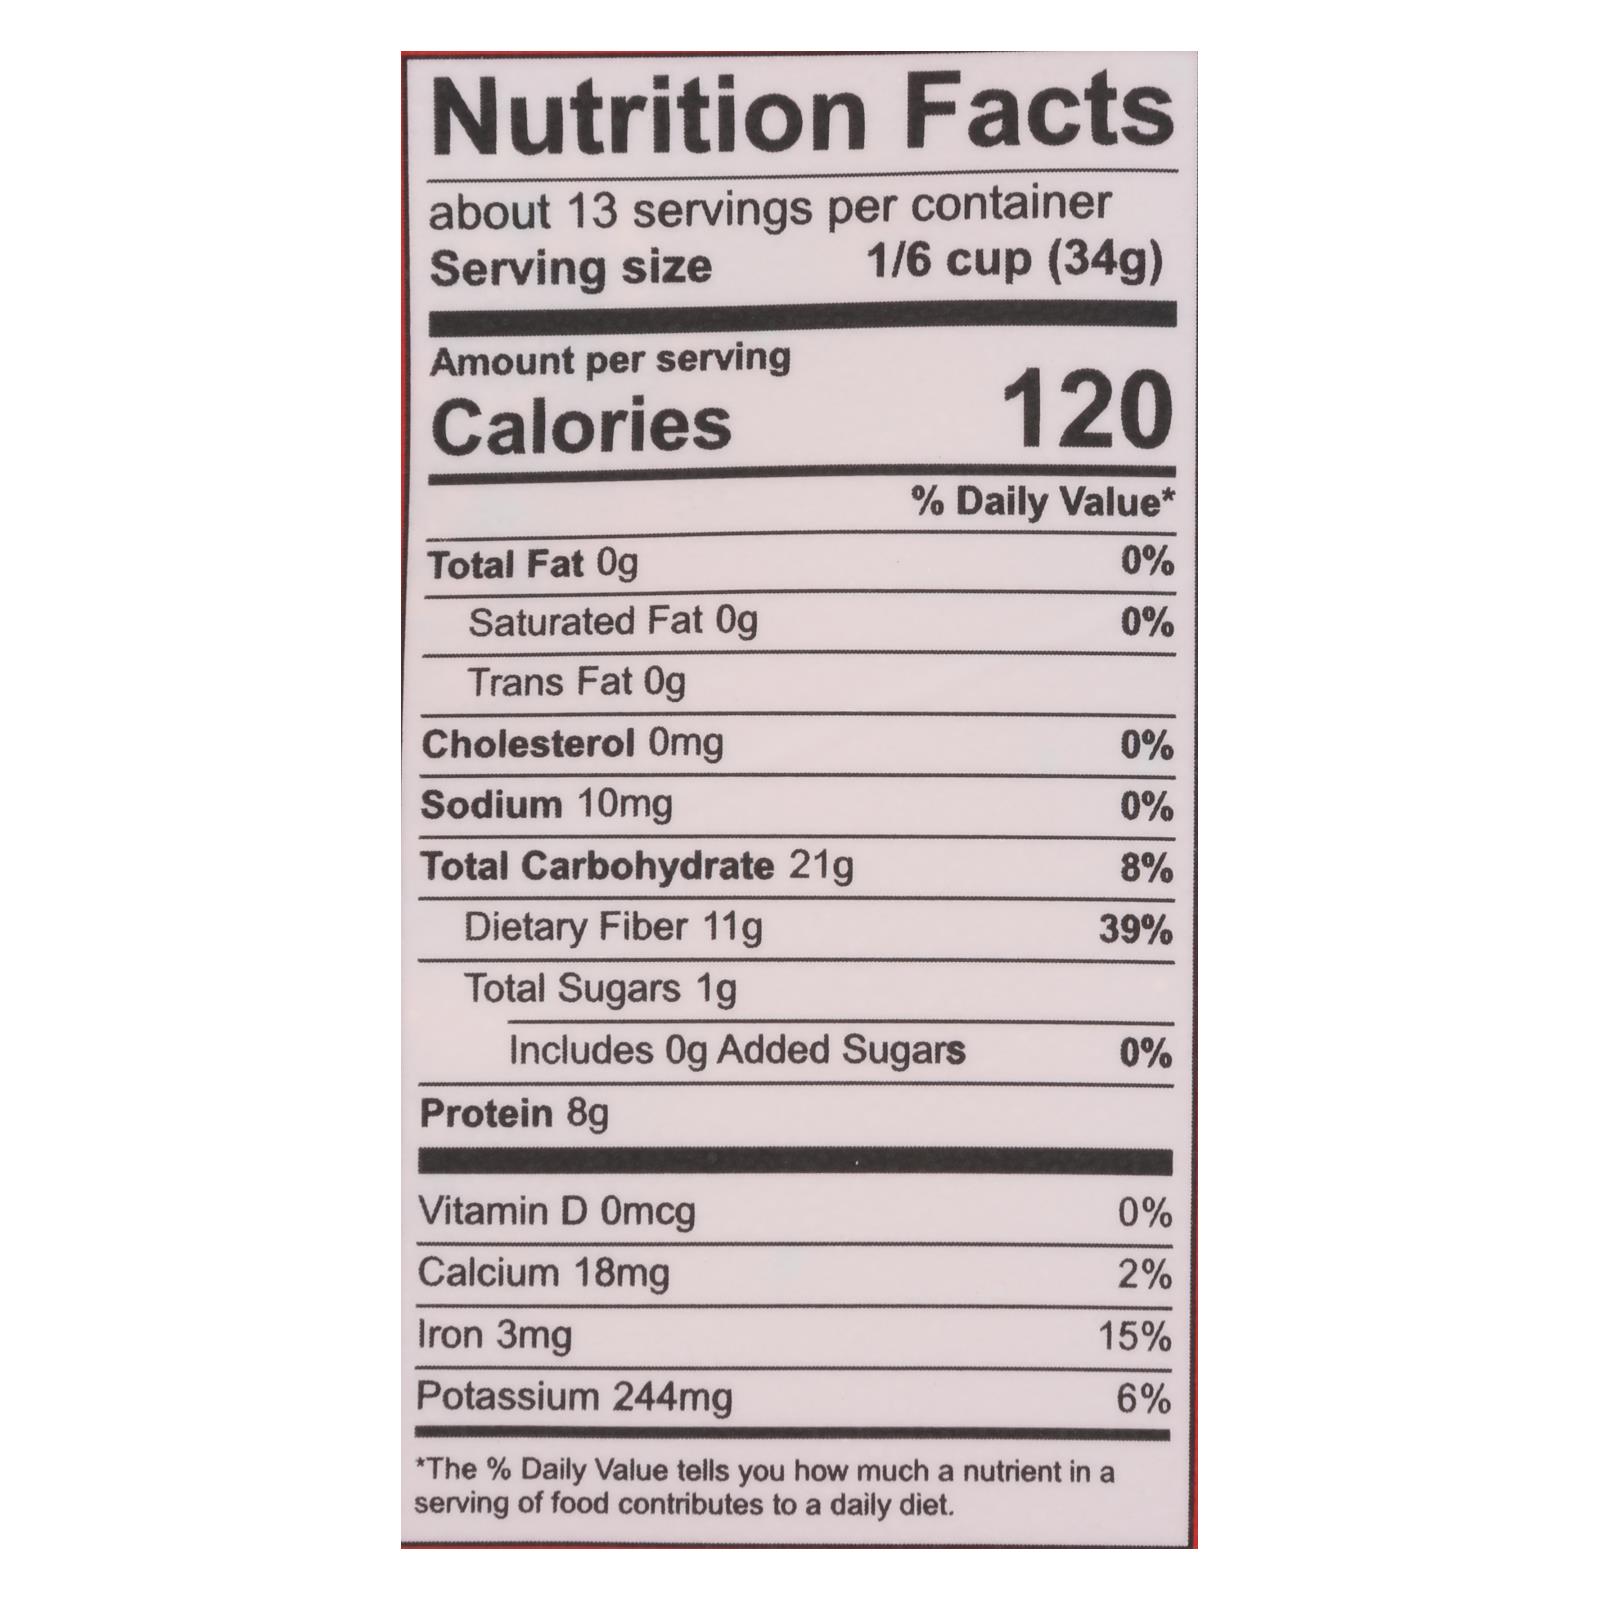 Nutrition Facts
about 13 servings per container
Serving size 1/6 cup (34g)
Amount per serving
Calories 120
% Daily Value*
Total Fat 0g 0%
Saturated Fat 0g 0%
Trans Fat 0g
Cholesterol 0mg 0%
Sodium 10mg 0%
Total Carbohydrate 21g 8%
Dietary Fiber 11g 39%
Total Sugars 1g
Includes 0g Added Sugars 0%
Protein 8g
Vitamin D 0mcg 0%
Calcium 18mg 2%
Iron 3mg 15%
Potassium 244mg 6%
*The % Daily Value tells you how much a nutrient in a
serving of food contributes to a daily diet.